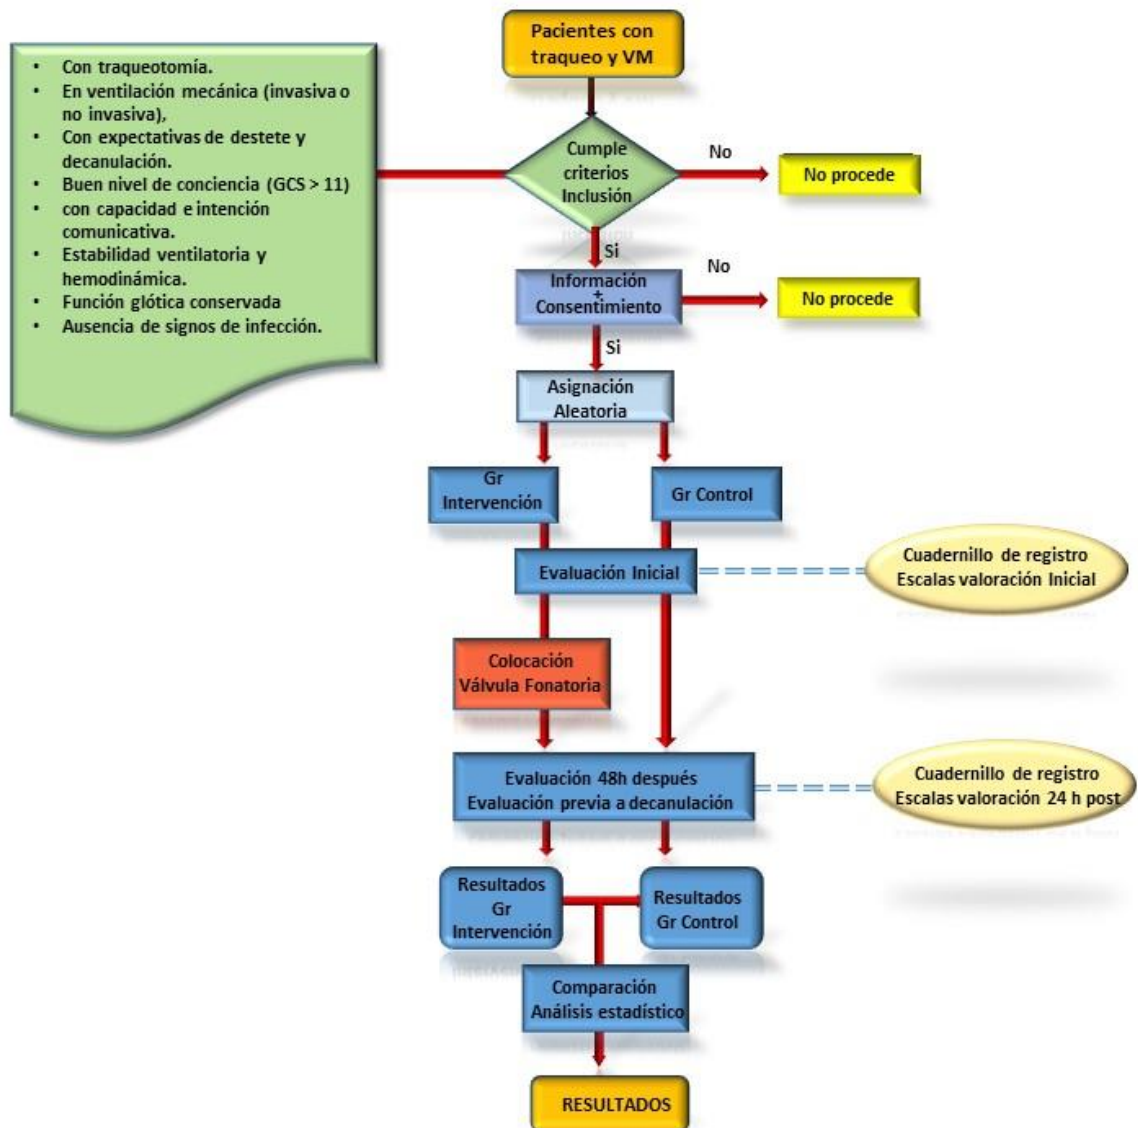 Pacientes con
traqueo y VM
• Con traqueotomía.
• En ventilación mecánica (invasiva o
no invasiva),
• Con expectativas de destete y
decanulación.
• Buen nivel de conciencia (GCS > 11)
• con capacidad e intención
comunicativa.
• Estabilidad ventilatoria y
hemodinámica.
• Función glótica conservada
• Ausencia de signos de infección.
Cumple
criterios
Inclusión
No
No procede
Si
Información
+
Consentimiento
No
No procede
Si
Asignación
Aleatoria
Gr
Intervención
Gr Control
Evaluación Inicial
Cuadernillo de registro
Escalas valoración Inicial
Colocación
Válvula Fonatoria
Evaluación 48h después
Evaluación previa a decanulación
Cuadernillo de registro
Escalas valoración 24 h post
Resultados
Gr
Intervención
Resultados
Gr Control
Comparación
Análisis estadístico
RESULTADOS